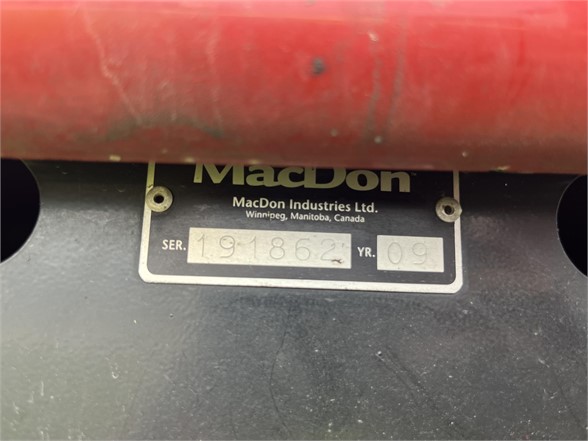 MacDon
MacDon Industries Ltd.
Winnipeg, Manitoba, Canada
SER. 191862 YR. 09